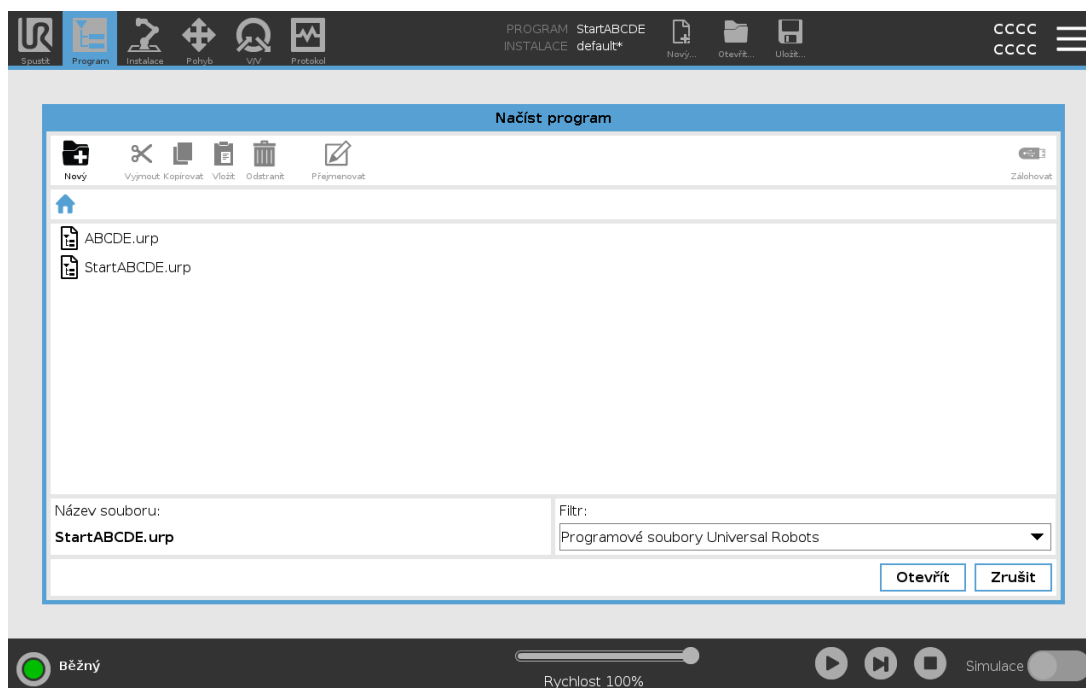 PROGRAM StartABCDE
INSTALACE default*
CCCC
CCCC
Spustit Program Instalace Pohyb V/V Protokol Nový... Otevřít... Uložit...
Načíst program
Nový Vyjmout Kopírovat Vložit Odstranit Přejmenovat Zálohovat
ABCDE.urp
StartABCDE.urp
Název souboru: Filtr:
StartABCDE.urp Programové soubory Universal Robots
Otevřít Zrušit
Běžný Simulace
Rychlost 100%